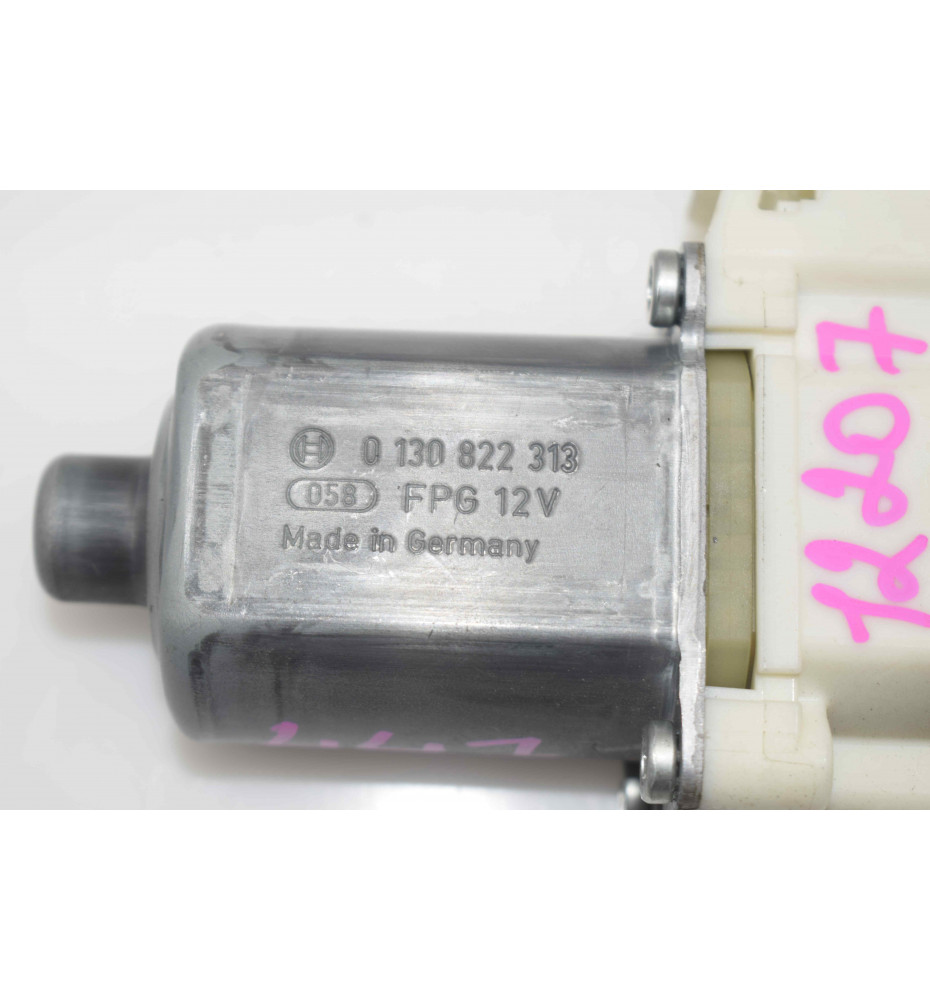 0 130 822 313
058 FPG 12V
Made in Germany
12207